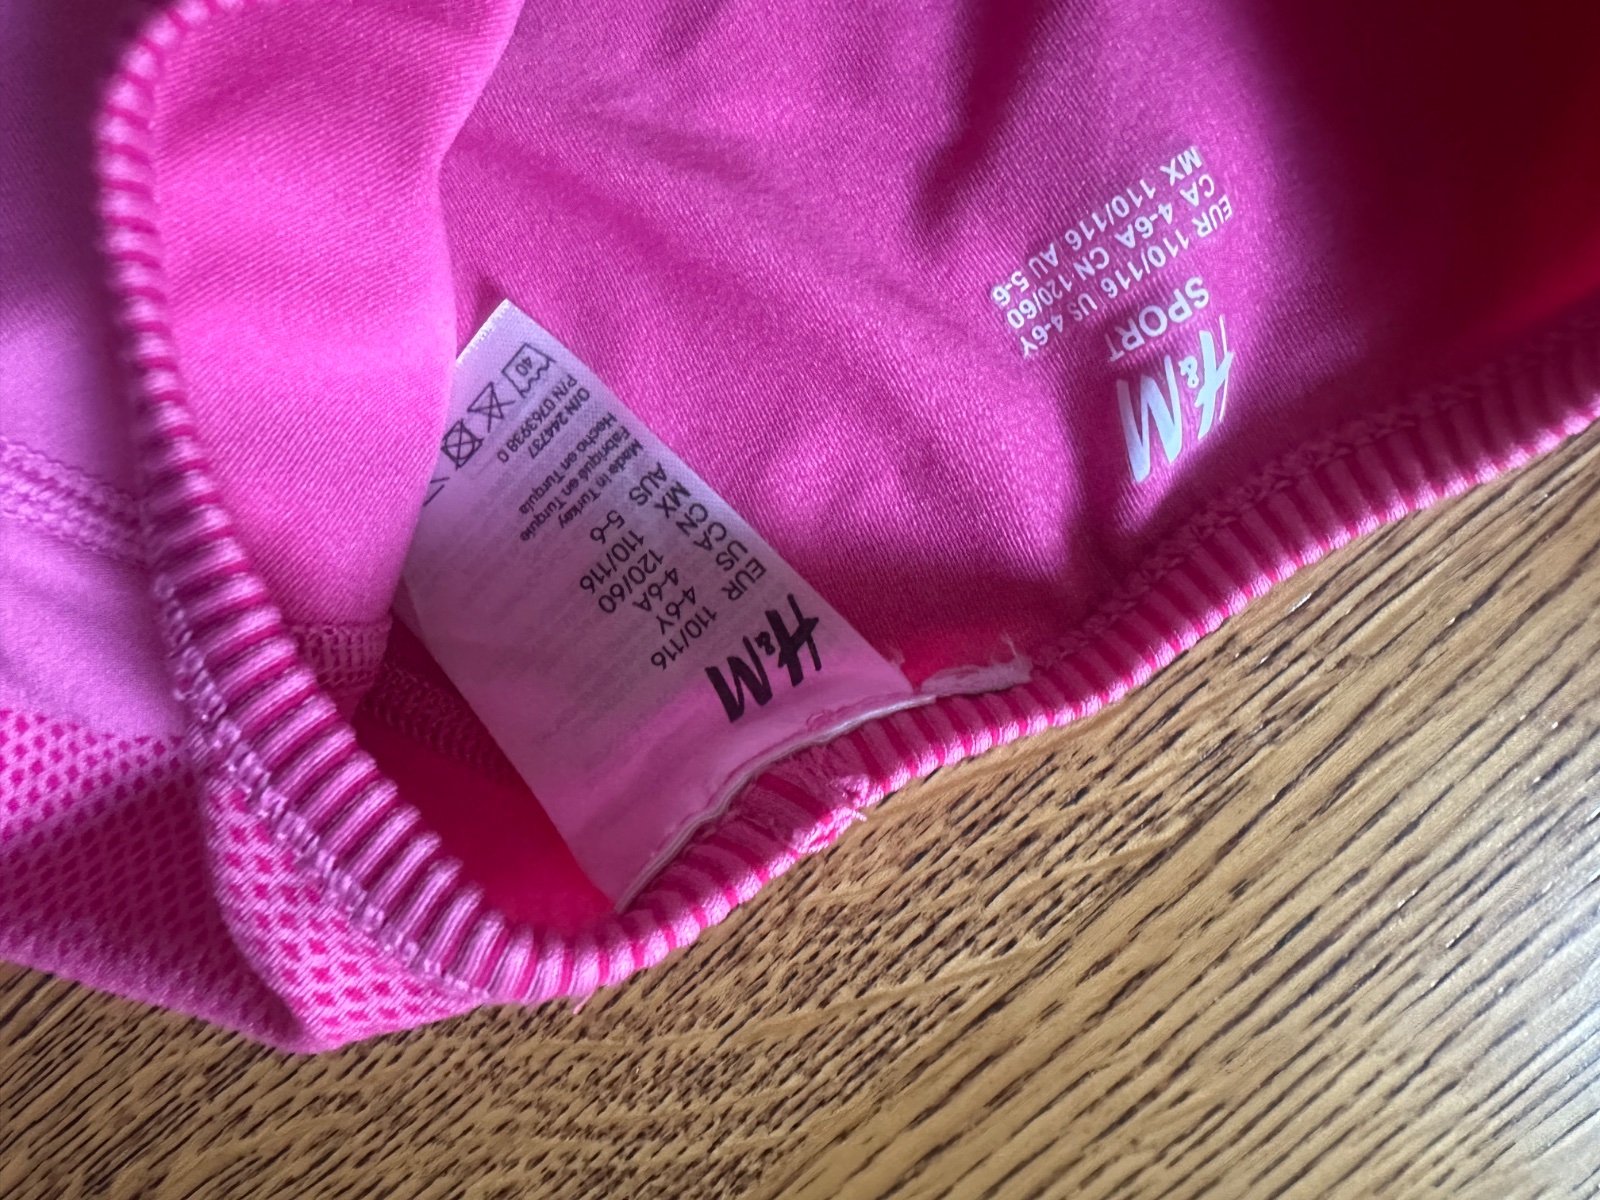 H&M
SPORT
EUR 110/116 US 4-6Y
CA 4-6A CN 120/60
MX 110/116 AU 5-6
H&M
EUR 110/116
US 4-6Y
CA 4-6A
CN 120/60
MX 110/116
AUS 5-6
Made in Turkey
Fabriqué en Turquie
Hecho en Turquía
O/N 244737
P/N 0763938 0
40